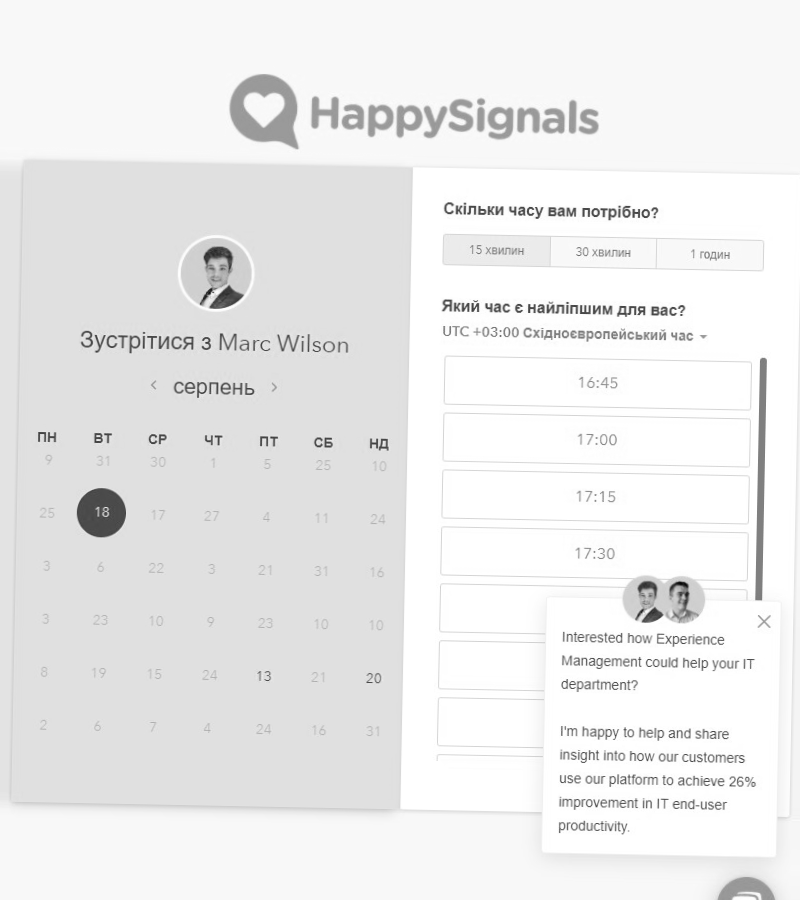 HappySignals
Зустрітися з Marc Wilson
серпень
ПН ВТ СР ЧТ ПТ СБ НД
9 31 30 1 5 25 10
25 18 17 27 4 11 24
3 6 22 3 21 31 16
3 23 10 9 23 10 10
8 19 15 24 13 21 20
2 6 7 4 24 16 31
Скільки часу вам потрібно?
15 хвилин 30 хвилин 1 годин
Який час є найліпшим для вас?
UTC +03:00 Східноєвропейський час
16:45
17:00
17:15
17:30
Interested how Experience
Management could help your IT
department?
I'm happy to help and share
insight into how our customers
use our platform to achieve 26%
improvement in IT end-user
productivity.